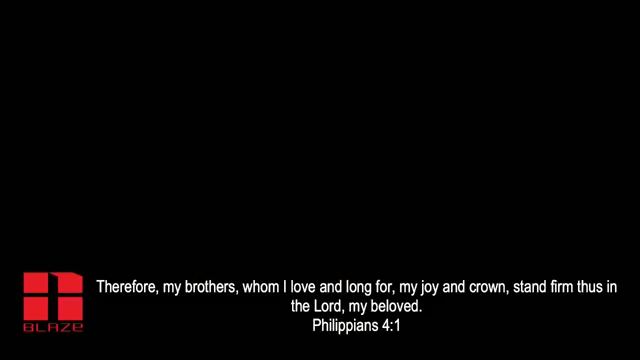 Therefore, my brothers, whom I love and long for, my joy and crown, stand firm thus in
the Lord, my beloved.
Philippians 4:1
BLAZE